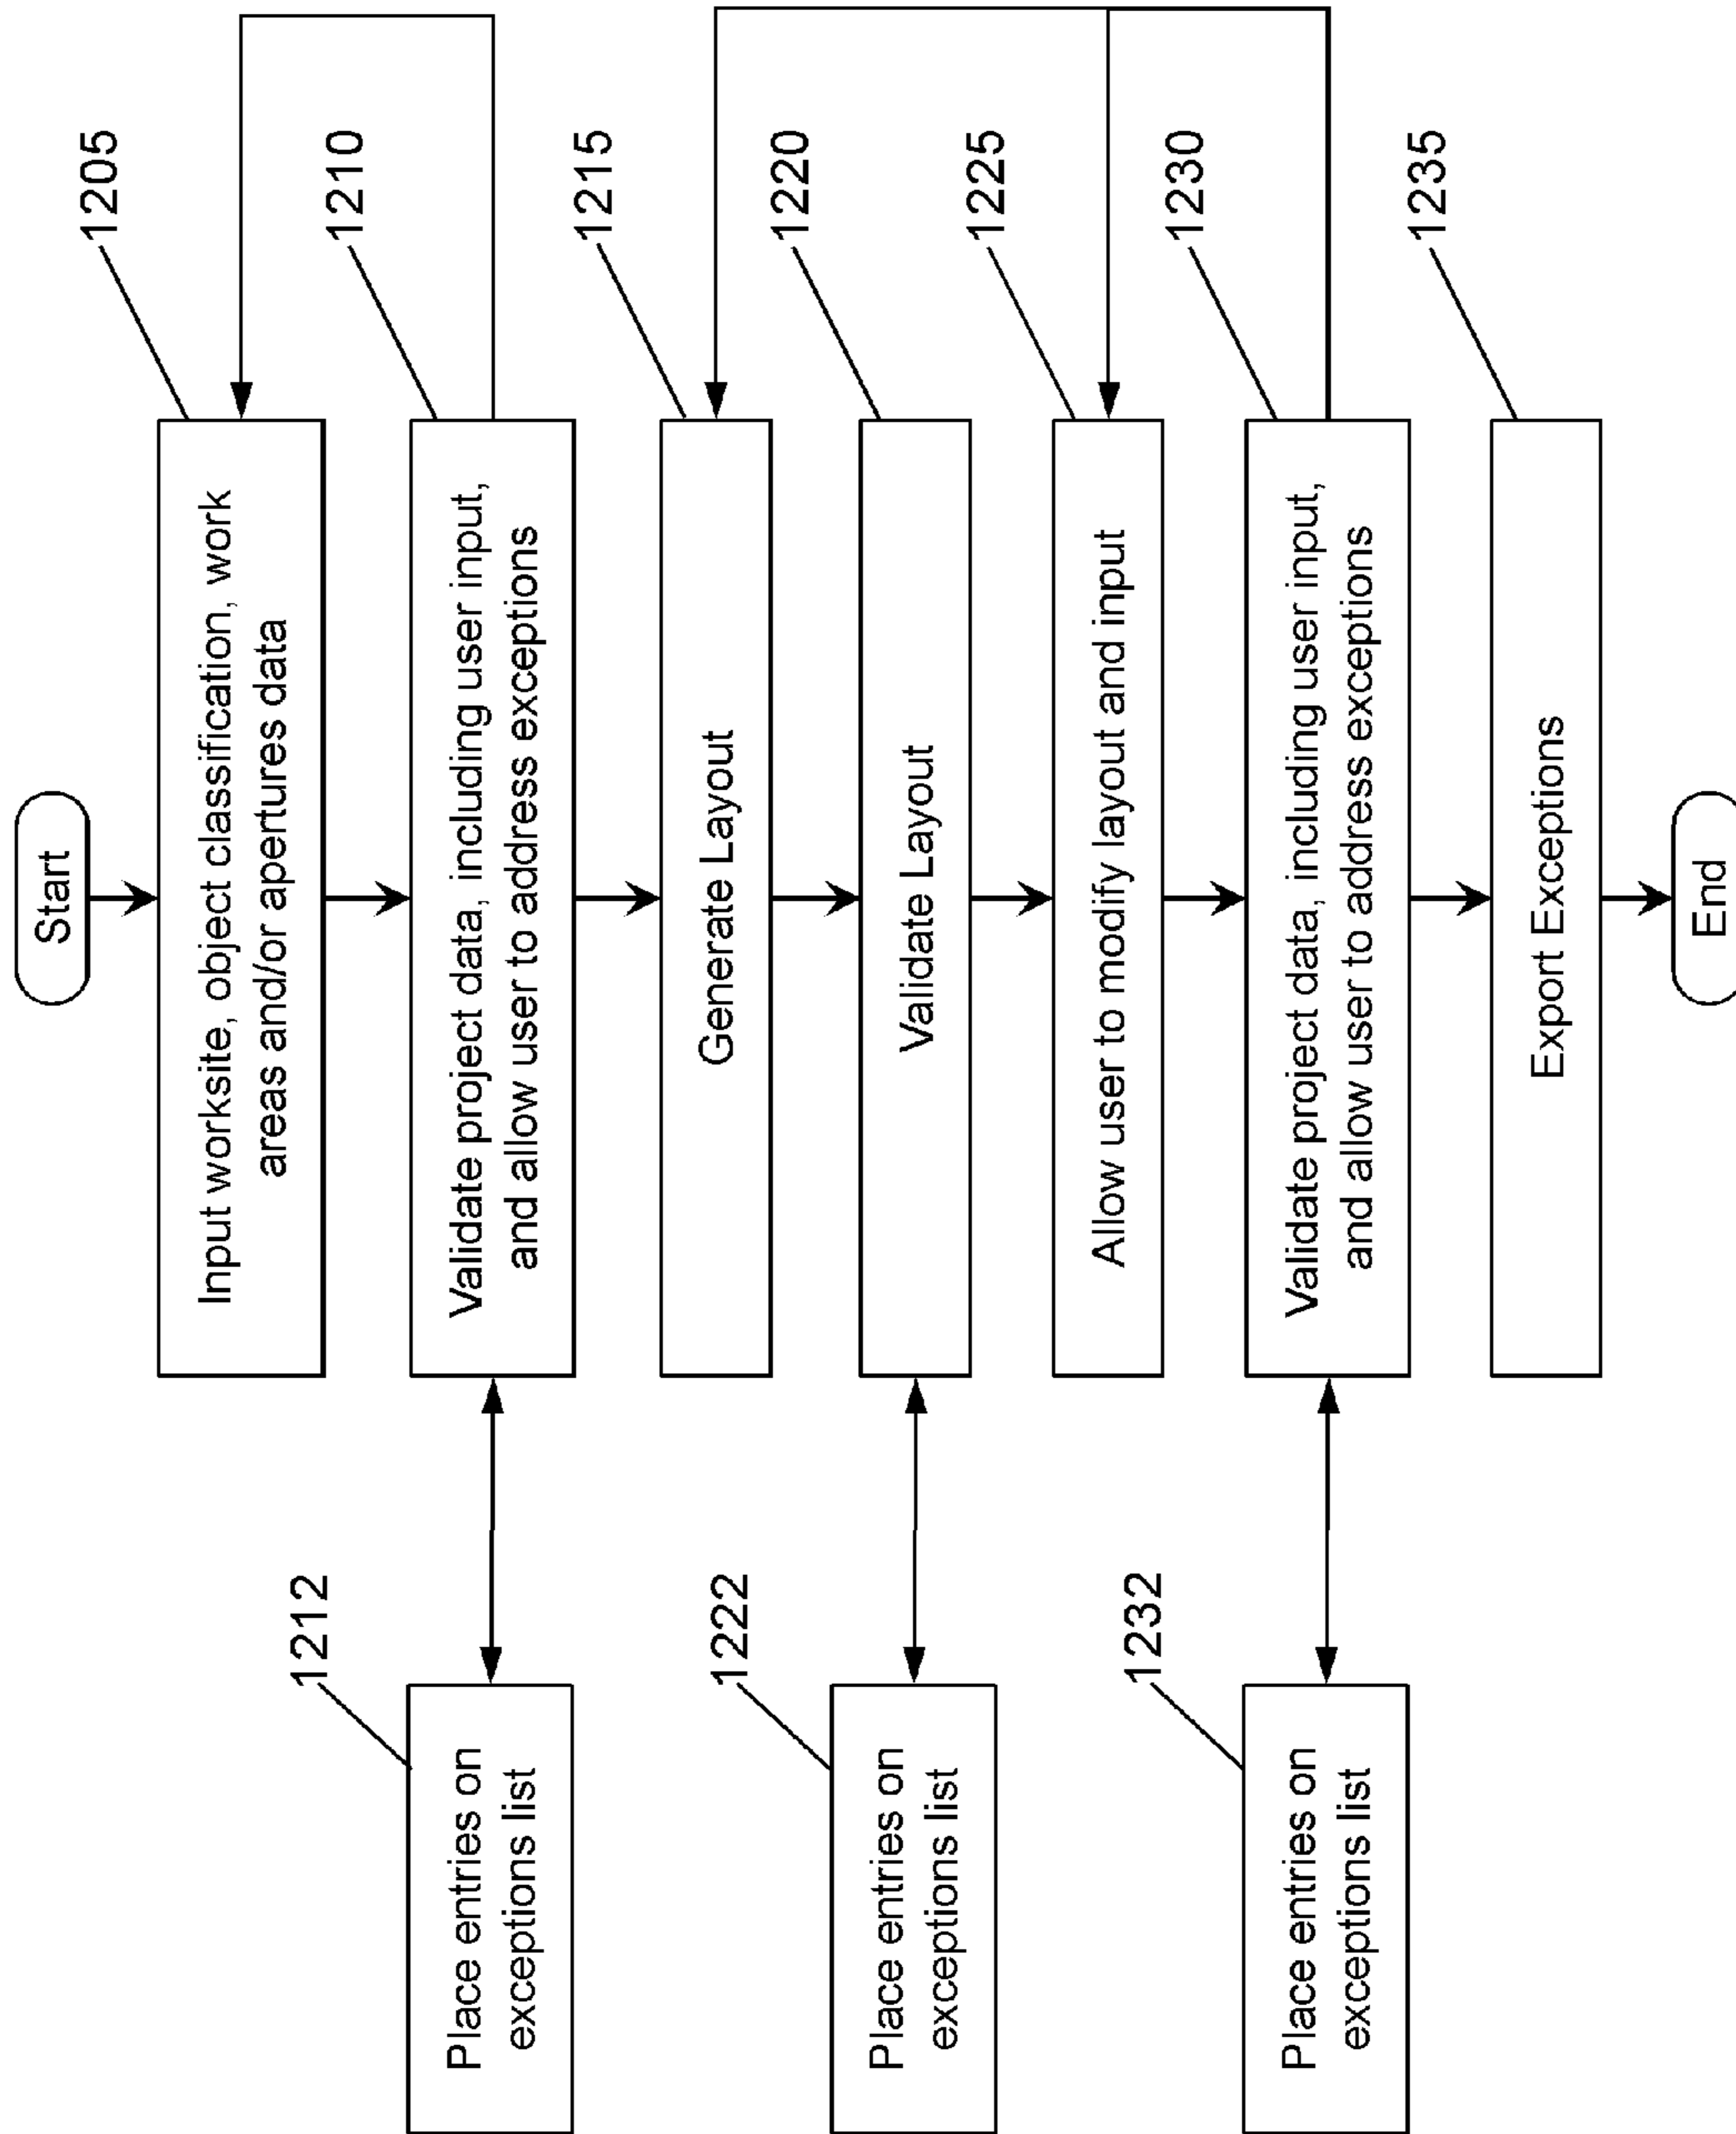 Start
1205
Input worksite, object classification, work
areas and/or apertures data
1210
Validate project data, including user input,
and allow user to address exceptions
1212
Place entries on
exceptions list
1215
Generate Layout
1220
Validate Layout
1222
Place entries on
exceptions list
1225
Allow user to modify layout and input
1230
Validate project data, including user input,
and allow user to address exceptions
1232
Place entries on
exceptions list
1235
Export Exceptions
End